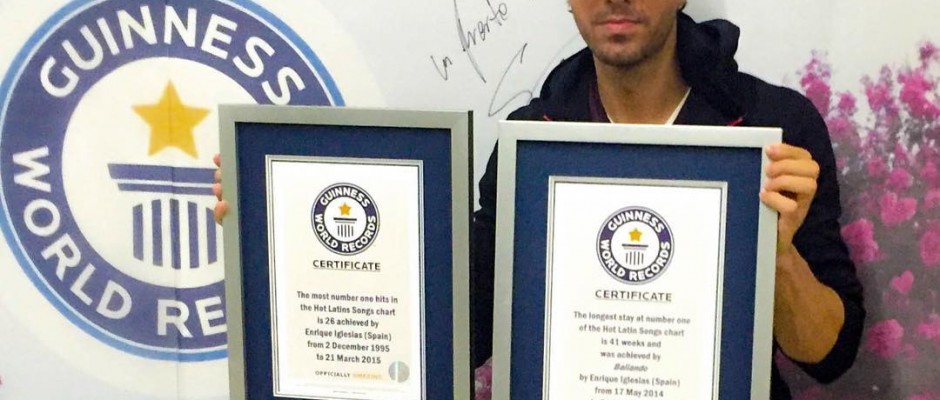 GUINNESS
WORLD RECO
GUINNESS
WORLD RECORDS
CERTIFICATE
The most number one hits in
the Hot Latins Songs chart
is 26 achieved by
Enrique Iglesias (Spain)
from 2 December 1995
to 21 March 2015
OFFICIALLY AMAZING
GUINNESS
WORLD RECORDS
CERTIFICATE
The longest stay at number one
of the Hot Latin Songs chart
is 41 weeks and
was achieved by
Bailando
by Enrique Iglesias (Spain)
from 17 May 2014